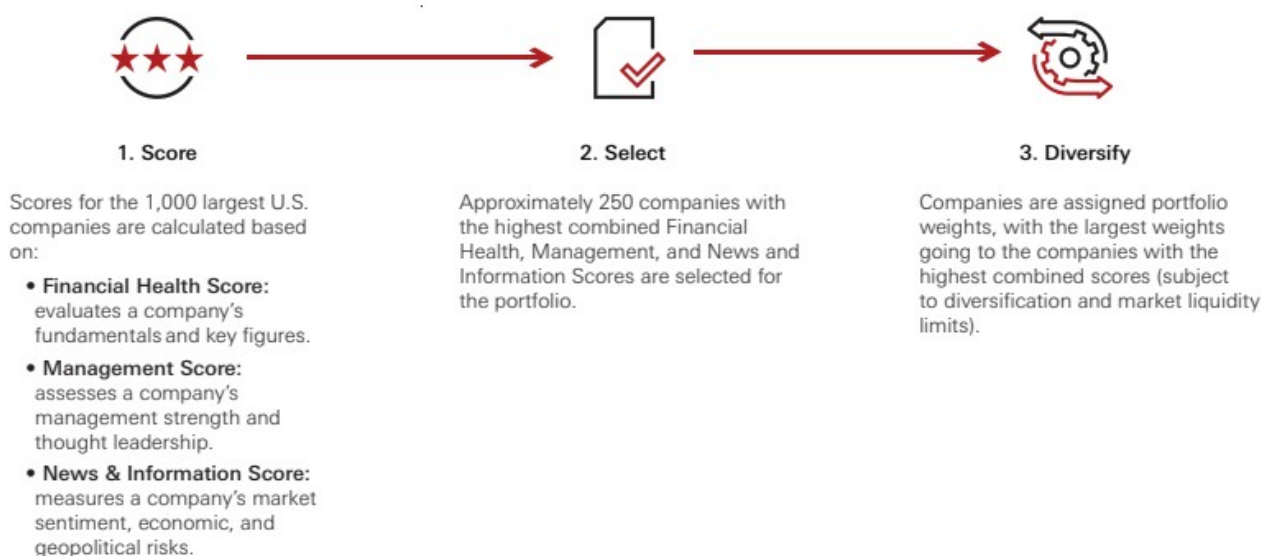 1. Score
Scores for the 1,000 largest U.S.
companies are calculated based
on:
• Financial Health Score:
evaluates a company's
fundamentals and key figures.
• Management Score:
assesses a company's
management strength and
thought leadership.
• News & Information Score:
measures a company's market
sentiment, economic, and
geopolitical risks.
2. Select
Approximately 250 companies with
the highest combined Financial
Health, Management, and News and
Information Scores are selected for
the portfolio.
3. Diversify
Companies are assigned portfolio
weights, with the largest weights
going to the companies with the
highest combined scores (subject
to diversification and market liquidity
limits).